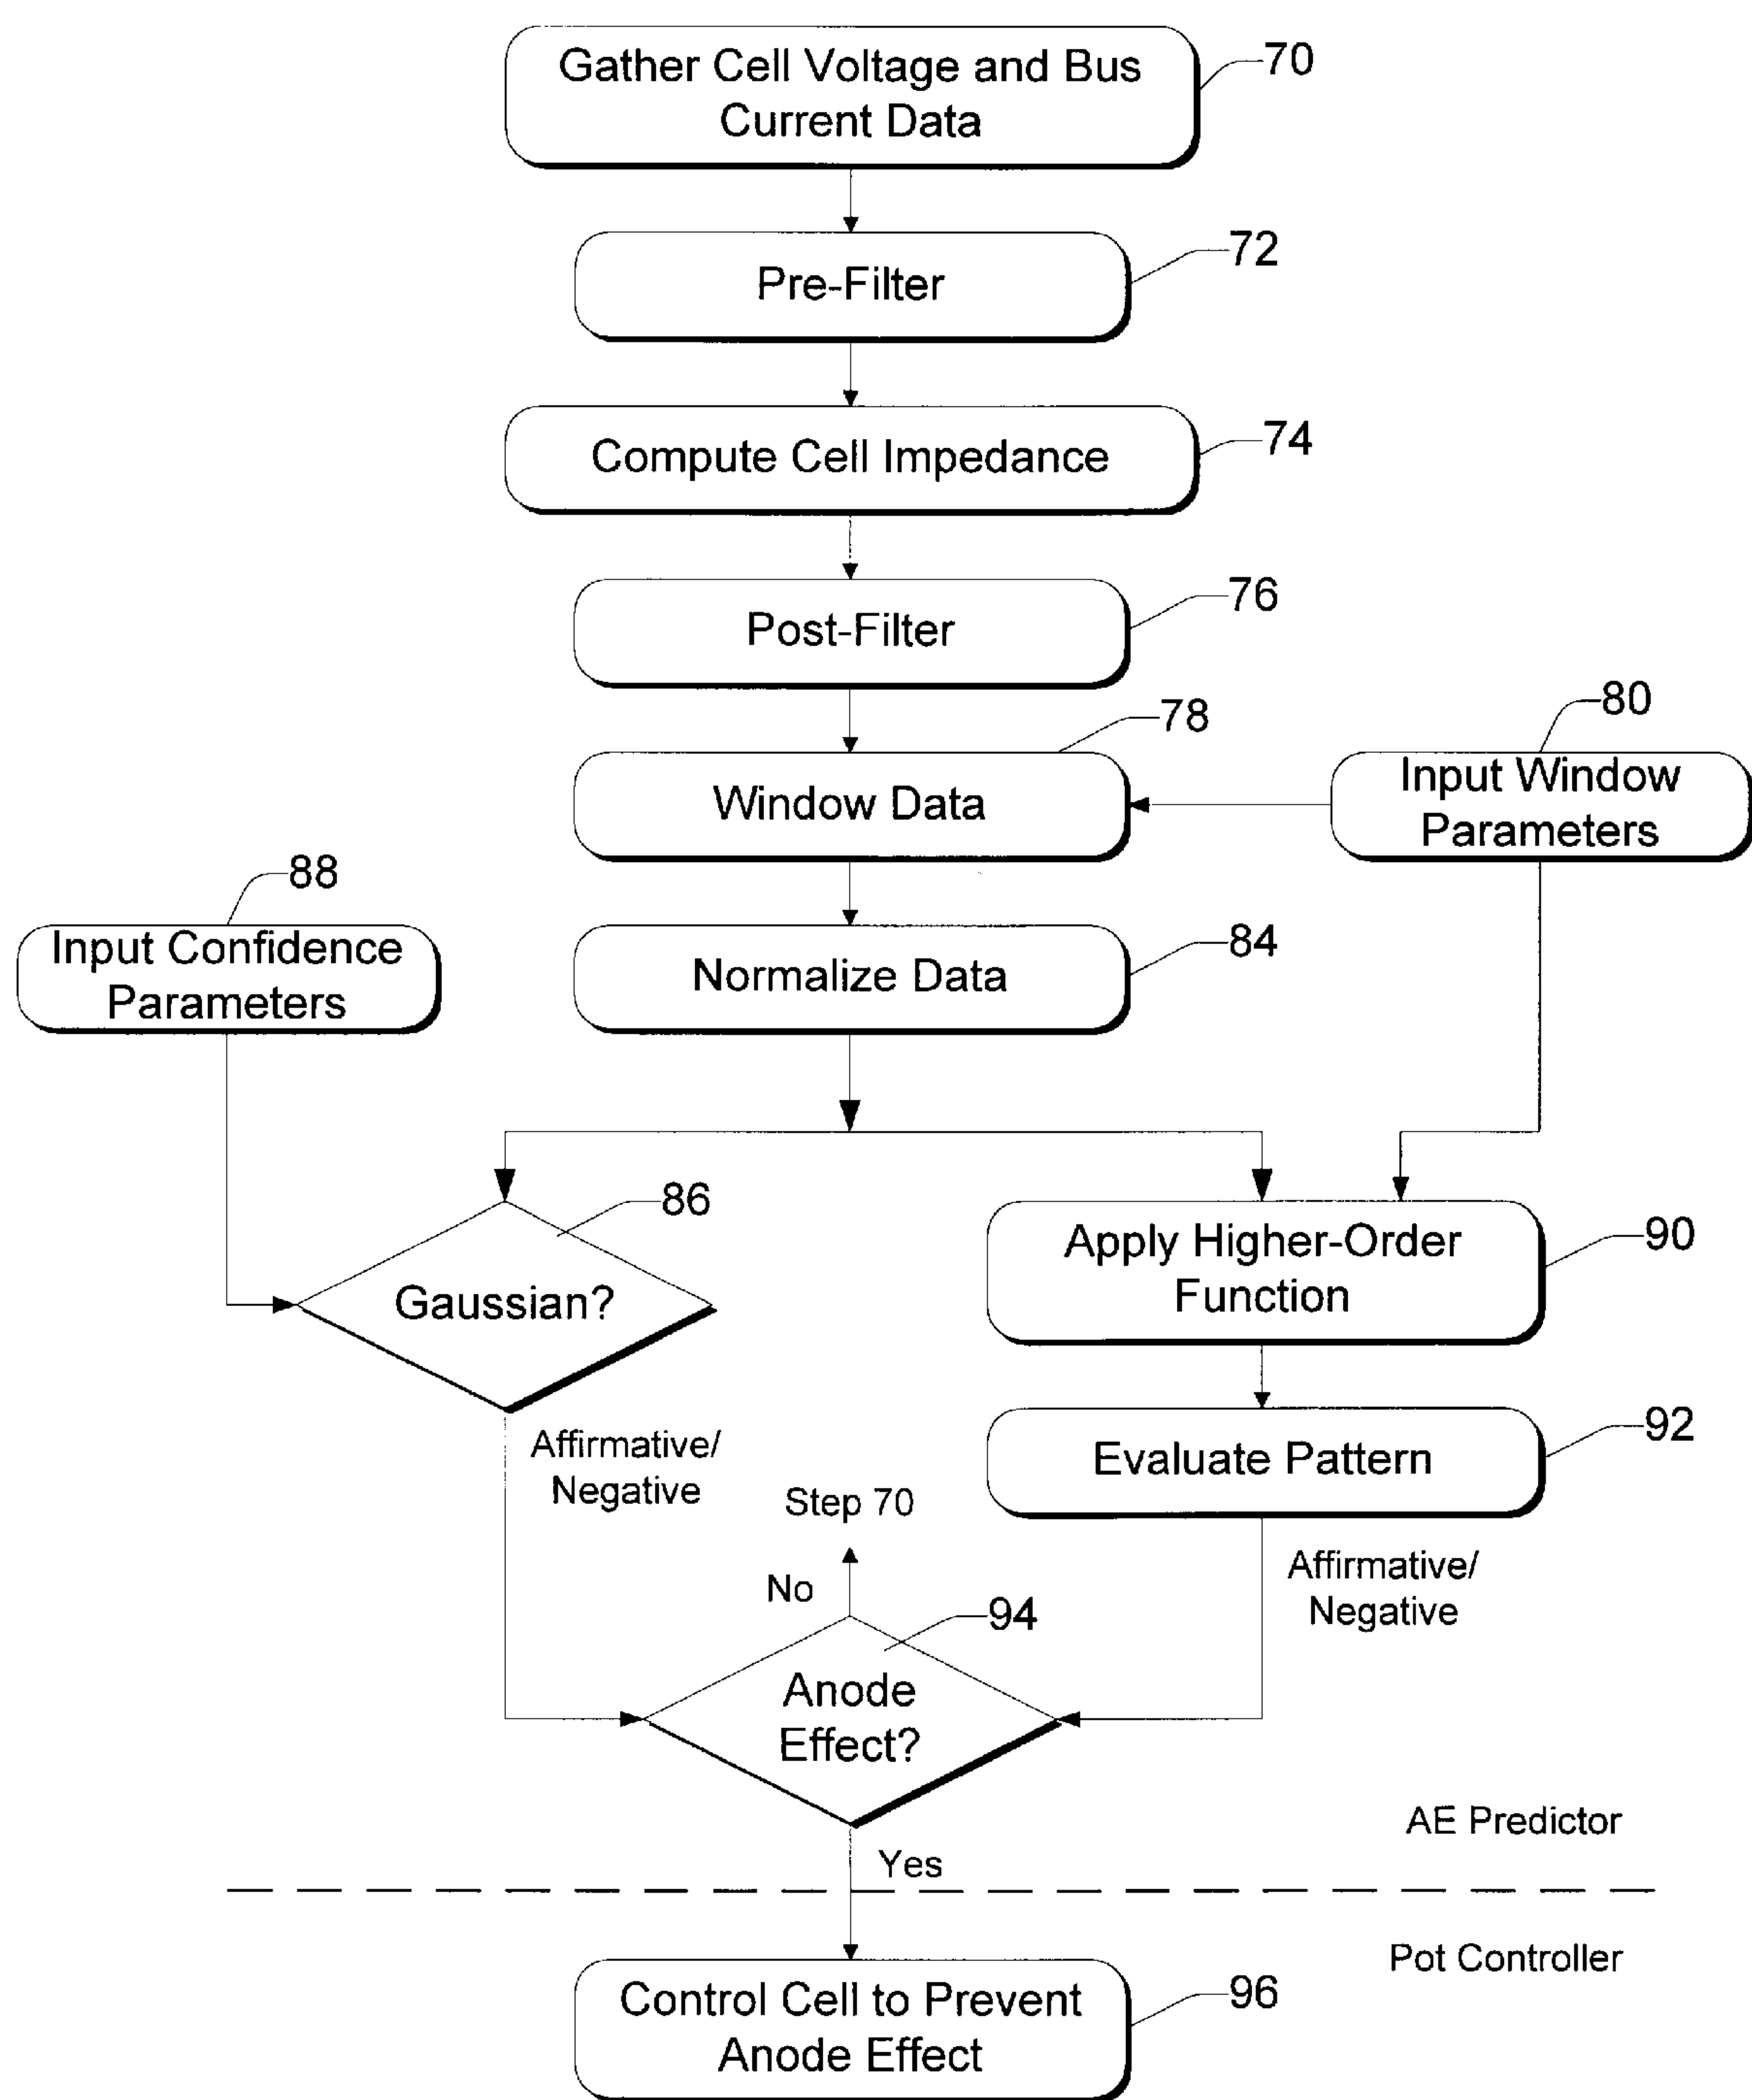 Gather Cell Voltage and Bus
Current Data
70
Pre-Filter
72
Compute Cell Impedance
74
Post-Filter
76
Window Data
78
Input Window
Parameters
80
Input Confidence
Parameters
88
Normalize Data
84
Gaussian?
86
Apply Higher-Order
Function
90
Affirmative/
Negative
Evaluate Pattern
92
Step 70
No
Affirmative/
Negative
Anode
Effect?
94
AE Predictor
Yes
Pot Controller
Control Cell to Prevent
Anode Effect
96